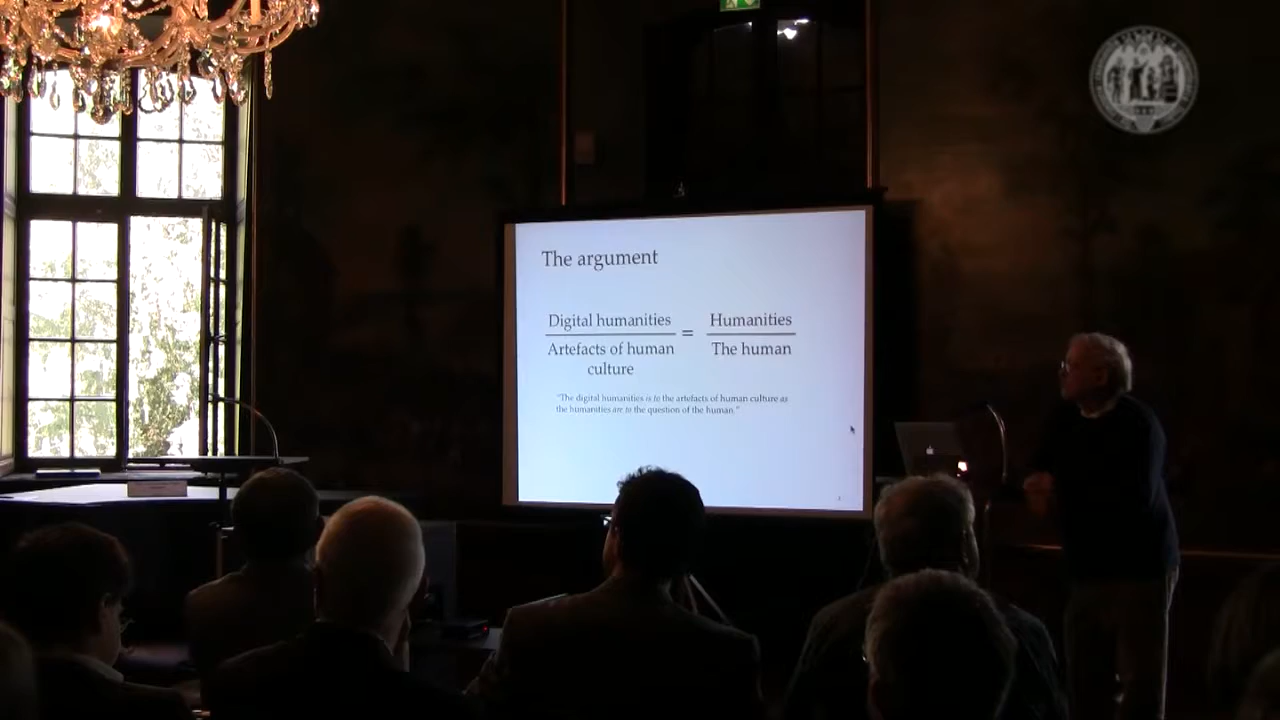 The argument
Digital humanities
Artefacts of human
culture
=
Humanities
The human
"The digital humanities is to the artefacts of human culture as
the humanities are to the question of the human."